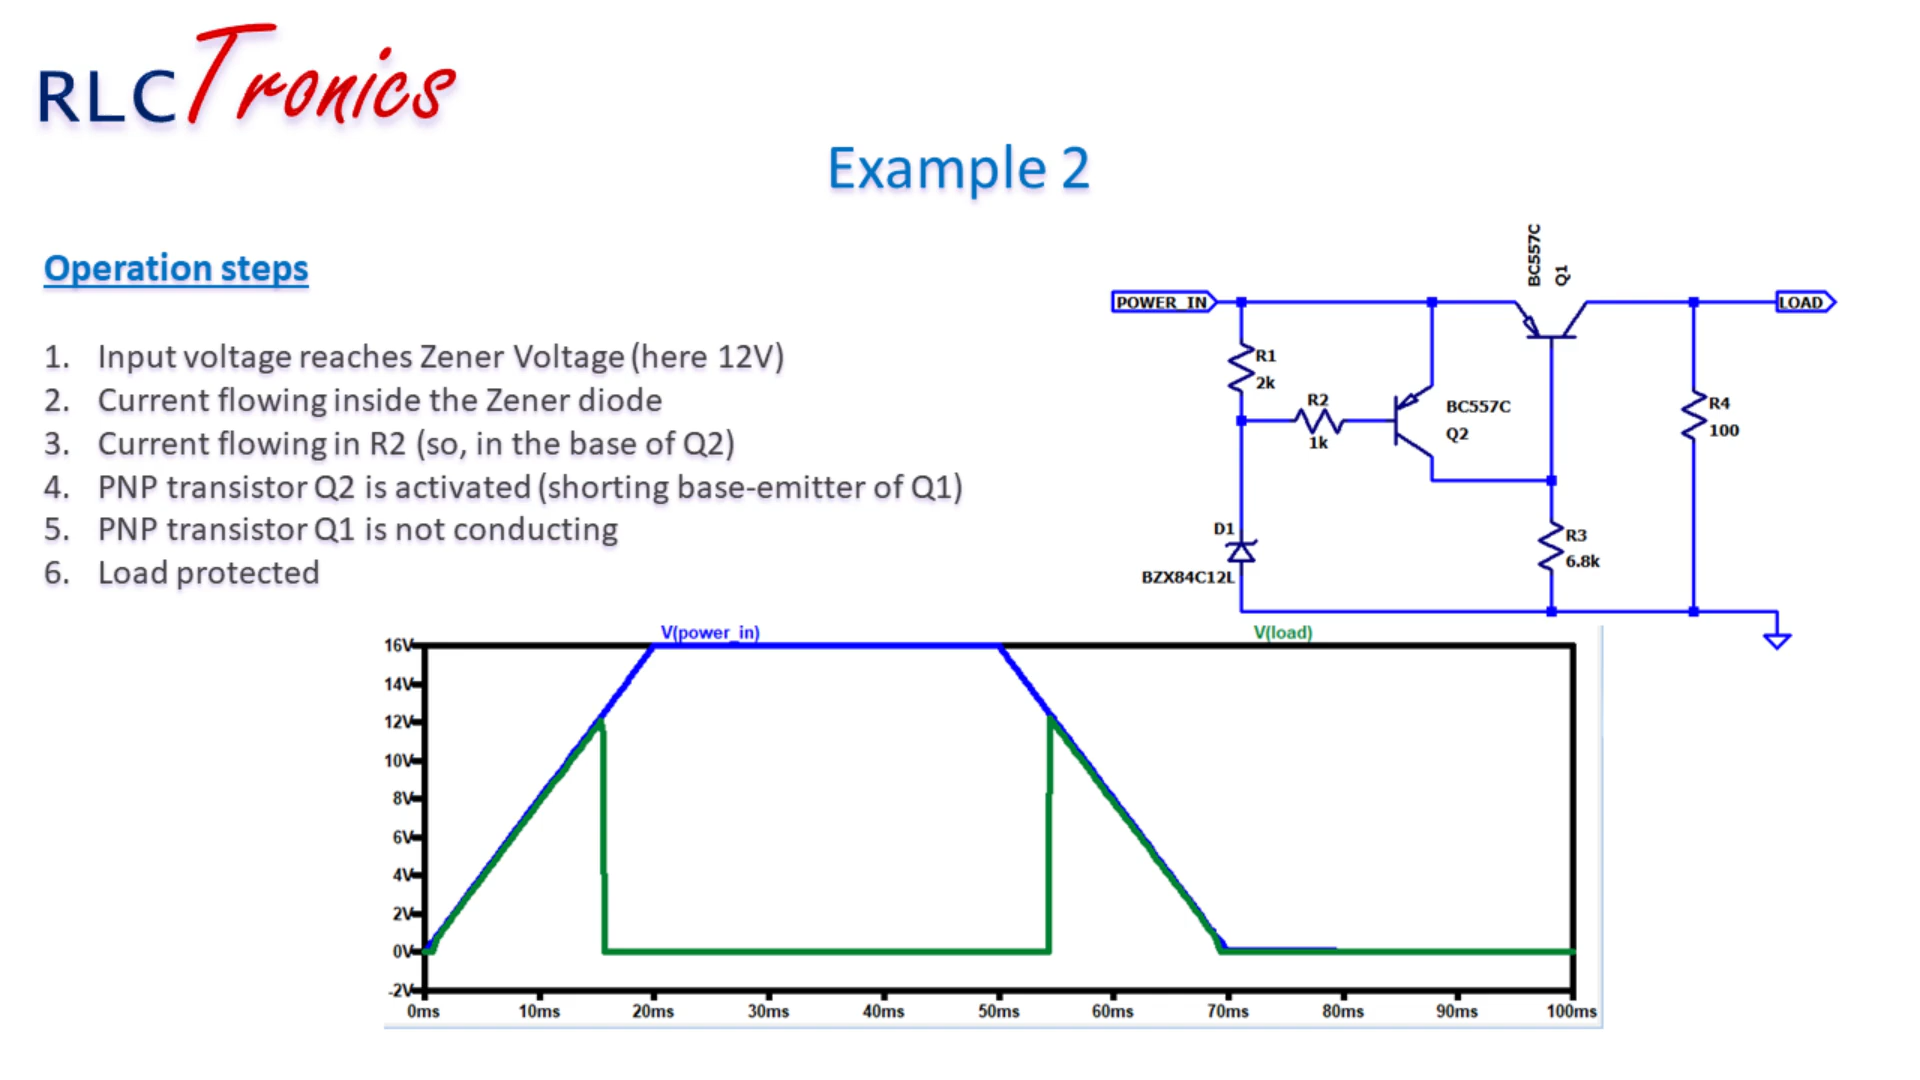 RLCTronics
Example 2
Operation steps
1. Input voltage reaches Zener Voltage (here 12V)
2. Current flowing inside the Zener diode
3. Current flowing in R2 (so, in the base of Q2)
4. PNP transistor Q2 is activated (shorting base-emitter of Q1)
5. PNP transistor Q1 is not conducting
6. Load protected
BC557C
Q1
POWER_IN
LOAD
R1
2k
R2
1k
BC557C
Q2
R4
100
D1
BZX84C12L
R3
6.8k
V(power_in)
V(load)
16V
14V
12V
10V
8V
6V
4V
2V
0V
-2V
0ms
10ms
20ms
30ms
40ms
50ms
60ms
70ms
80ms
90ms
100ms